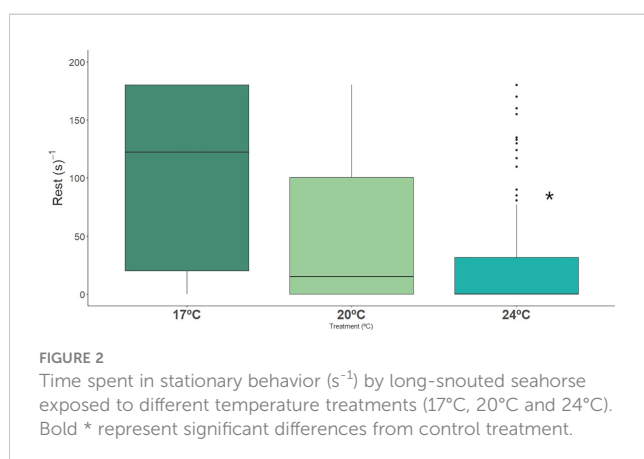 200
150
100
50
0
Rest (s)⁻¹
17ºC
20ºC
24ºC
*
Treatment (ºC)
FIGURE 2
Time spent in stationary behavior (s⁻¹) by long-snouted seahorse
exposed to different temperature treatments (17°C, 20°C and 24°C).
Bold * represent significant differences from control treatment.